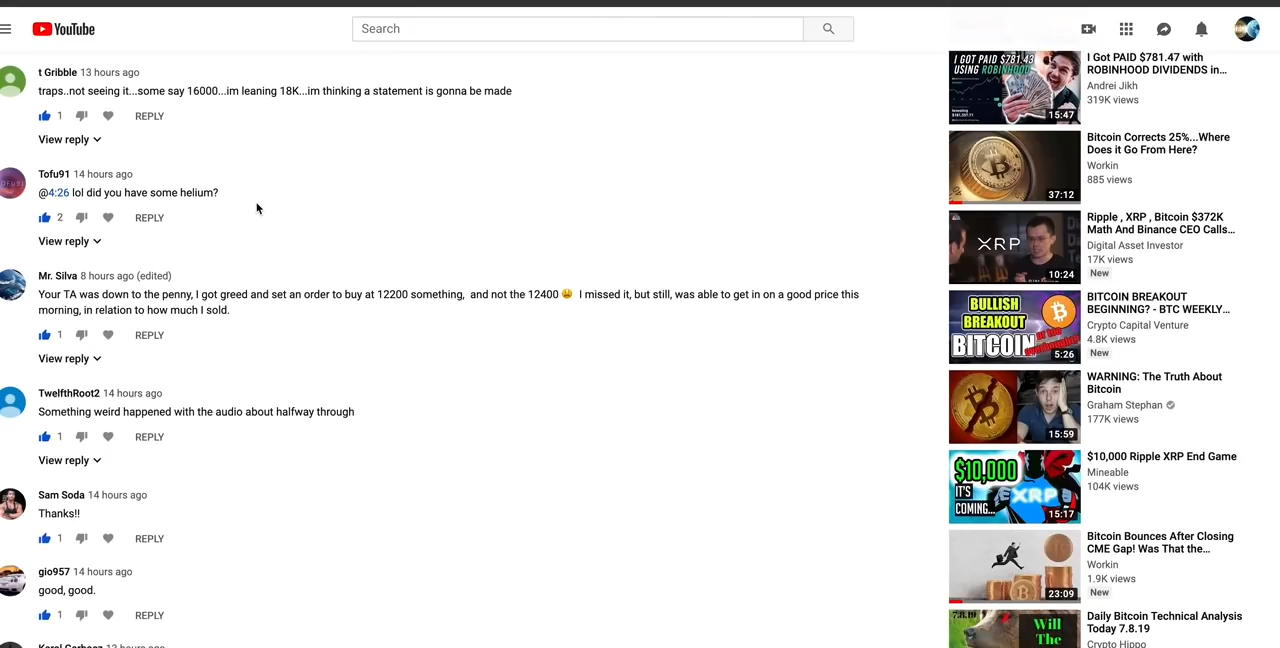 YouTube
Search
t Gribble 13 hours ago
traps..not seeing it...some say 16000...im leaning 18K...im thinking a statement is gonna be made
1 REPLY
View reply
Tofu91 14 hours ago
@4:26 lol did you have some helium?
2 REPLY
View reply
Mr. Silva 8 hours ago (edited)
Your TA was down to the penny, I got greed and set an order to buy at 12200 something, and not the 12400 😫 I missed it, but still, was able to get in on a good price this
morning, in relation to how much I sold.
1 REPLY
View reply
TwelfthRoot2 14 hours ago
Something weird happened with the audio about halfway through
1 REPLY
View reply
Sam Soda 14 hours ago
Thanks!!
1 REPLY
gio957 14 hours ago
good, good.
1 REPLY
I GOT PAID $781.43
USING ROBINHOOD
15:47
I Got PAID $781.47 with
ROBINHOOD DIVIDENDS in...
Andrei Jikh
319K views
37:12
Bitcoin Corrects 25%...Where
Does it Go From Here?
Workin
885 views
XRP
10:24
Ripple , XRP , Bitcoin $372K
Math And Binance CEO Calls...
Digital Asset Investor
17K views
New
BULLISH
BREAKOUT
BITCOIN
5:26
BITCOIN BREAKOUT
BEGINNING? - BTC WEEKLY...
Crypto Capital Venture
4.8K views
New
15:59
WARNING: The Truth About
Bitcoin
Graham Stephan
177K views
$10,000
IT'S
COMING...
XRP
15:17
$10,000 Ripple XRP End Game
Mineable
104K views
23:09
Bitcoin Bounces After Closing
CME Gap! Was That the...
Workin
1.9K views
New
7.8.19
Will
The
Daily Bitcoin Technical Analysis
Today 7.8.19
Crypto Hippo